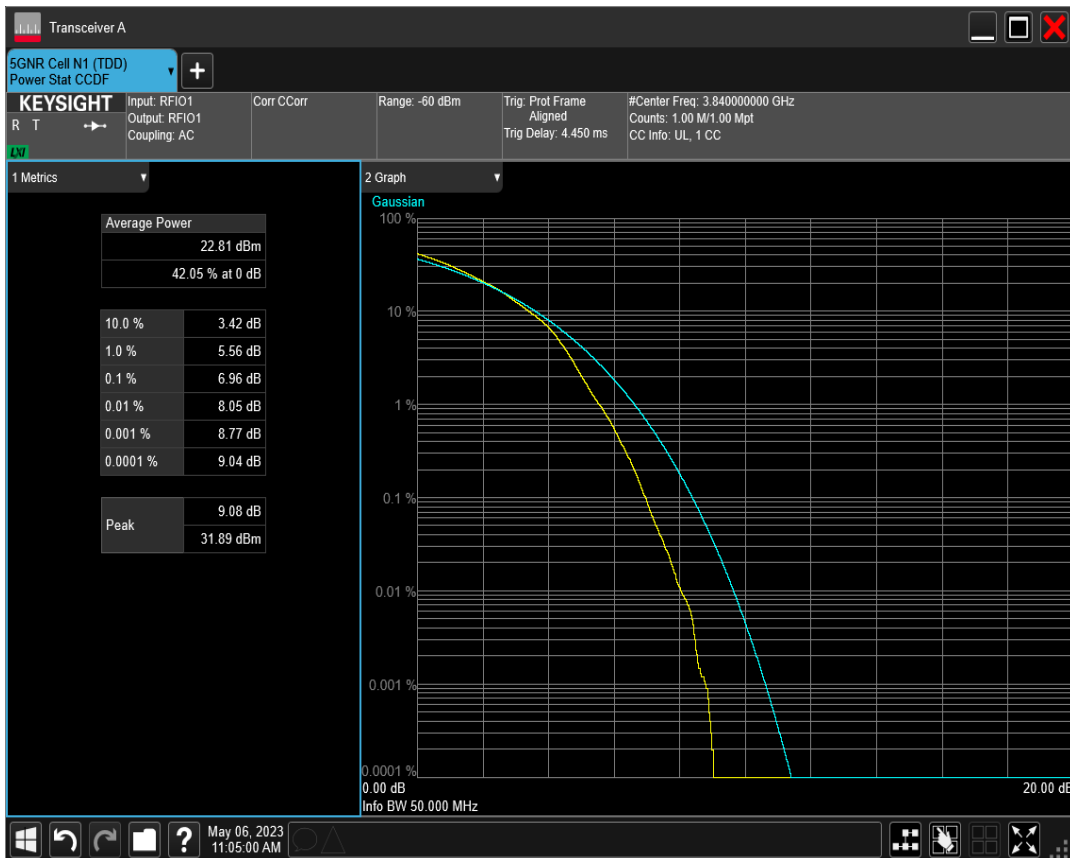 Transceiver A
5GNR Cell N1 (TDD)
Power Stat CCDF
KEYSIGHT
R T
LXI
Input: RFIO1
Output: RFIO1
Coupling: AC
Corr CCorr
Range: -60 dBm
Trig: Prot Frame
Aligned
Trig Delay: 4.450 ms
#Center Freq: 3.840000000 GHz
Counts: 1.00 M/1.00 Mpt
CC Info: UL, 1 CC
1 Metrics
Average Power
22.81 dBm
42.05 % at 0 dB
10.0 % 3.42 dB
1.0 % 5.56 dB
0.1 % 6.96 dB
0.01 % 8.05 dB
0.001 % 8.77 dB
0.0001 % 9.04 dB
Peak
9.08 dB
31.89 dBm
2 Graph
Gaussian
100 %
10 %
1 %
0.1 %
0.01 %
0.001 %
0.0001 %
0.00 dB 20.00 dB
Info BW 50.000 MHz
?
May 06, 2023
11:05:00 AM